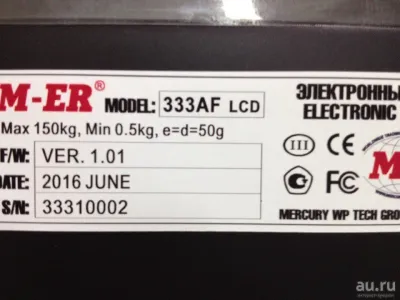 M-ER® MODEL: 333AF LCD
ЭЛЕКТРОННЫ
ELECTRONIC
Max 150kg, Min 0.5kg, e=d=50g
F/W: VER. 1.01
DATE: 2016 JUNE
S/N: 33310002
III CE
FC
M
MERCURY WP TECH GRO
au.ru